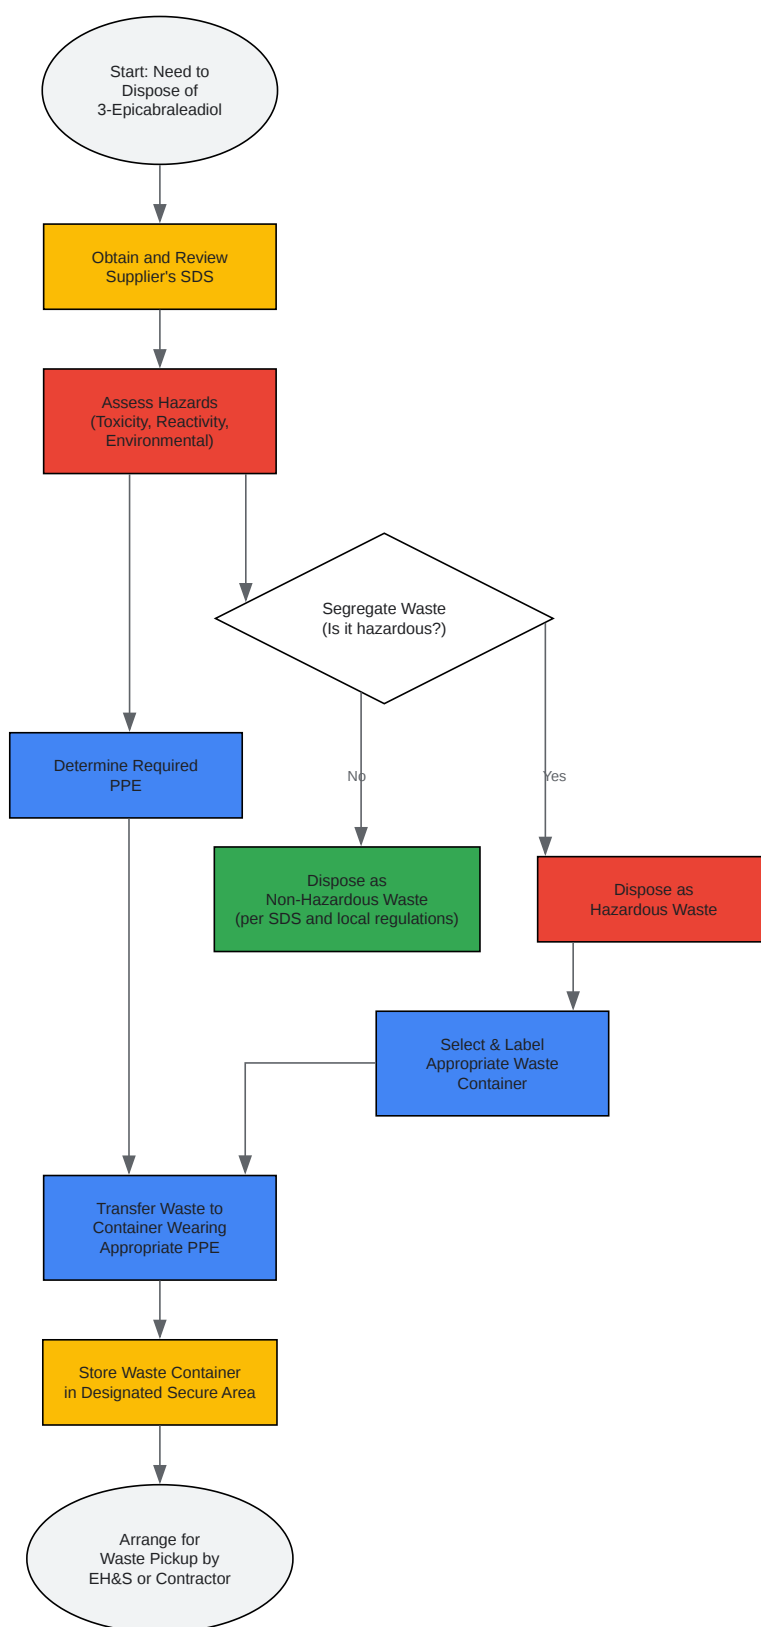 Start: Need to
Dispose of
3-Epicabraleadiol
Obtain and Review
Supplier's SDS
Assess Hazards
(Toxicity, Reactivity,
Environmental)
Segregate Waste
(Is it hazardous?)
Determine Required
PPE
No
Yes
Dispose as
Non-Hazardous Waste
(per SDS and local regulations)
Dispose as
Hazardous Waste
Select & Label
Appropriate Waste
Container
Transfer Waste to
Container Wearing
Appropriate PPE
Store Waste Container
in Designated Secure Area
Arrange for
Waste Pickup by
EH&S or Contractor